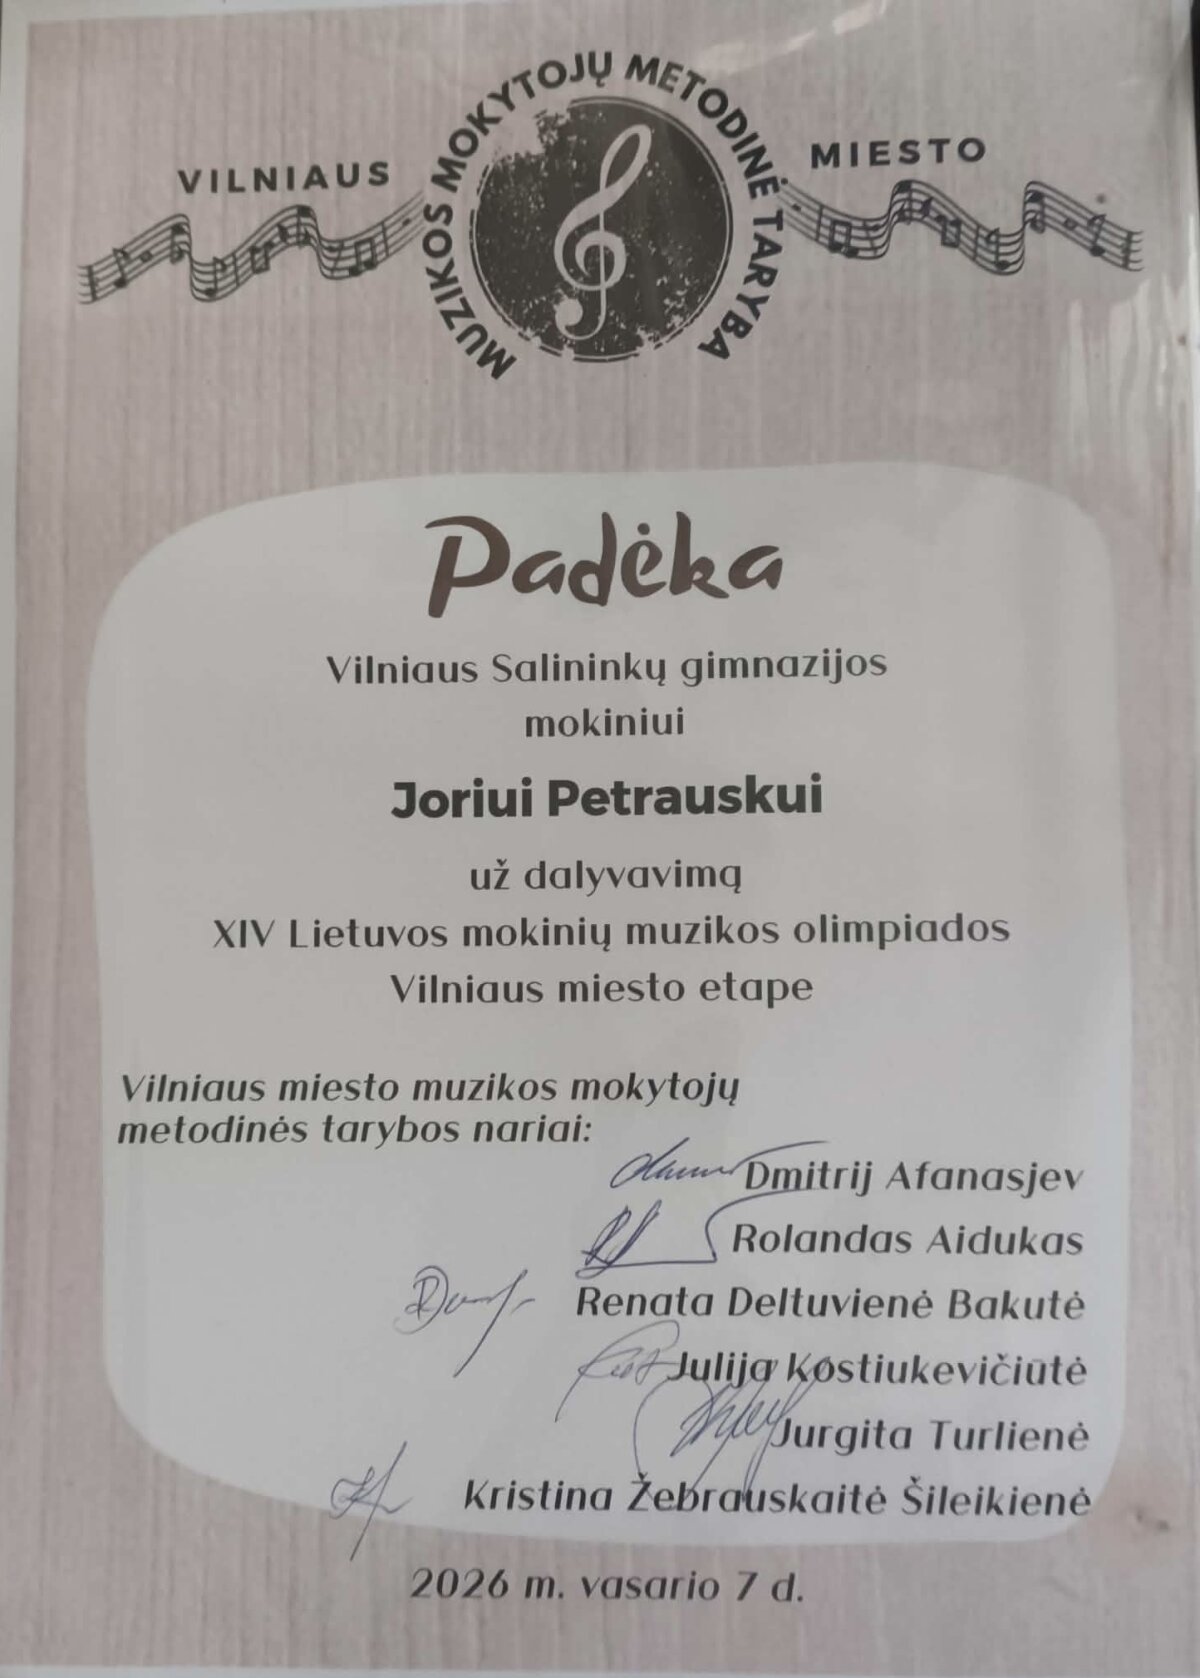 VILNIAUS
MUZIKOS MOKYTOJŲ METODINĖ TARYBA
MIESTO
Padėka
Vilniaus Salininkų gimnazijos
mokiniui
Joriui Petrauskui
už dalyvavimą
XIV Lietuvos mokinių muzikos olimpiados
Vilniaus miesto etape
Vilniaus miesto muzikos mokytojų
metodinės tarybos nariai:
Dmitrij Afanasjev
Rolandas Aidukas
Renata Deltuvienė Bakutė
Julija Kostiukevičiūtė
Jurgita Turlienė
Kristina Žebrauskaitė Šileikienė
2026 m. vasario 7 d.